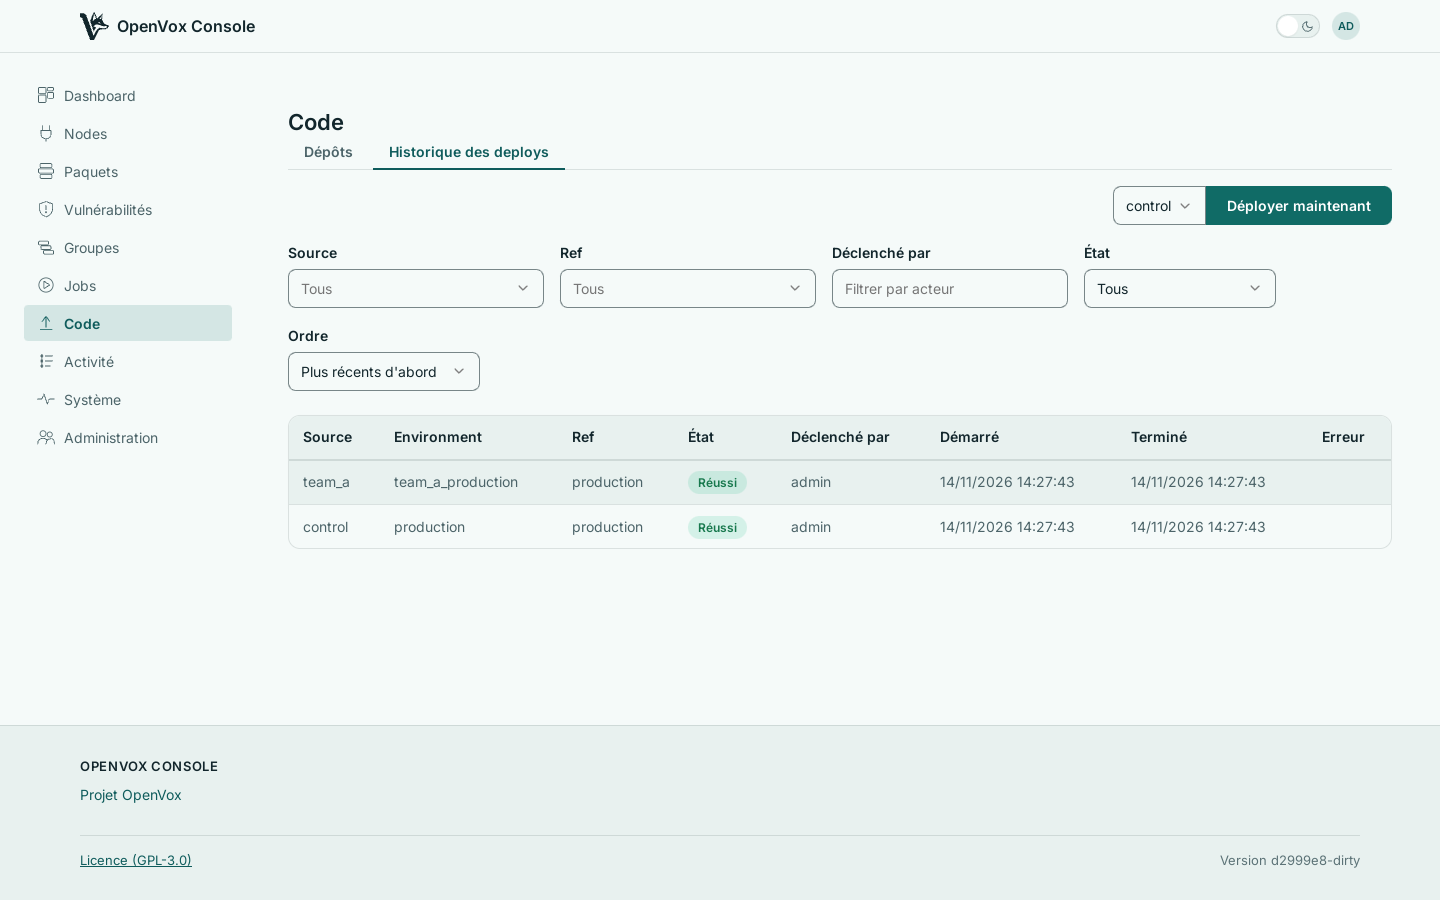 OpenVox Console
AD
Dashboard
Nodes
Paquets
Vulnérabilités
Groupes
Jobs
Code
Activité
Système
Administration
Code
Dépôts Historique des deploys
control Déployer maintenant
Source Ref Déclenché par État
Tous Tous Filtrer par acteur Tous
Ordre
Plus récents d'abord
Source Environment Ref État Déclenché par Démarré Terminé Erreur
team_a team_a_production production Réussi admin 14/11/2026 14:27:43 14/11/2026 14:27:43
control production production Réussi admin 14/11/2026 14:27:43 14/11/2026 14:27:43
OPENVOX CONSOLE
Projet OpenVox
Licence (GPL-3.0) Version d2999e8-dirty